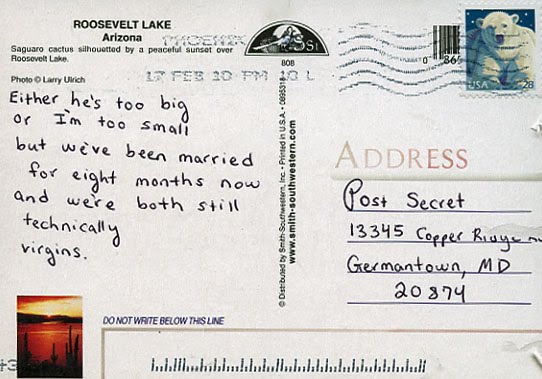 ROOSEVELT LAKE
Arizona
Saguaro cactus silhouetted by a peaceful sunset over
Roosevelt Lake.
Photo © Larry Ulrich
PHOENIX
17 FEB 10 PM 10 L
808
USA
28
Either he's too big
or I'm too small
but we've been married
for eight months now
and we're both still
technically
virgins.
© Distributed by Smith-Southwestern, Inc. • Printed in U.S.A.
www.smith-southwestern.com
ADDRESS
Post Secret
13345 Copper
Germantown, MD
20874
DO NOT WRITE BELOW THIS LINE